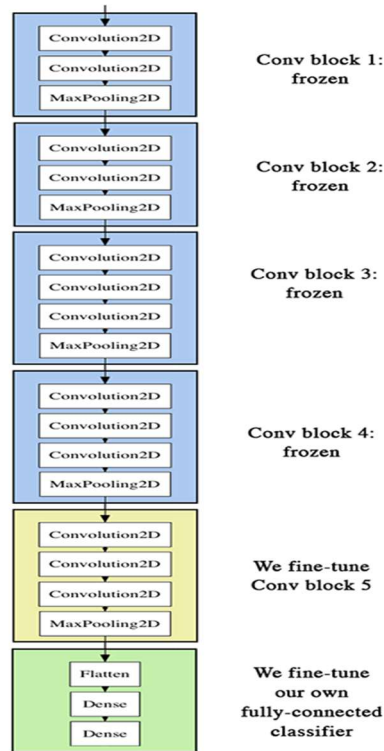 Convolution2D
Convolution2D
MaxPooling2D
Conv block 1:
frozen
Convolution2D
Convolution2D
MaxPooling2D
Conv block 2:
frozen
Convolution2D
Convolution2D
Convolution2D
MaxPooling2D
Conv block 3:
frozen
Convolution2D
Convolution2D
Convolution2D
MaxPooling2D
Conv block 4:
frozen
Convolution2D
Convolution2D
Convolution2D
MaxPooling2D
We fine-tune
Conv block 5
Flatten
Dense
Dense
We fine-tune
our own
fully-connected
classifier